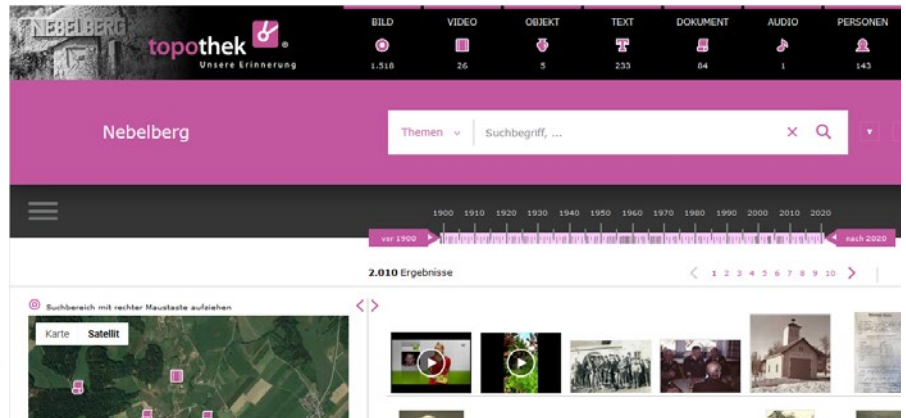 NEBELBERG
topothek
Unsere Erinnerung
BILD VIDEO OBJEKT TEXT DOKUMENT AUDIO PERSONEN
1.518 26 5 233 84 1 143
Nebelberg
Themen Suchbegriff, ...
1900 1910 1920 1930 1940 1950 1960 1970 1980 1990 2000 2010 2020
vor 1900 nach 2020
2.010 Ergebnisse
1 2 3 4 5 6 7 8 9 10
Suchbereich mit rechter Maustaste aufziehen
Karte Satellit